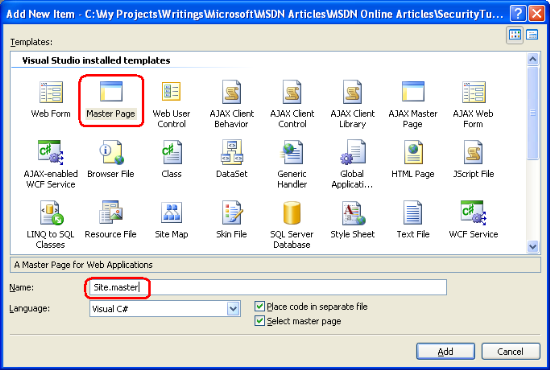 Add New Item - C:\My Projects\Writings\Microsoft\MSDN Articles\MSDN Online Articles\SecurityTu...
Templates:
Visual Studio installed templates
Web Form
Master Page
Web User Control
AJAX Client Behavior
AJAX Client Control
AJAX Client Library
AJAX Master Page
AJAX Web Form
AJAX-enabled WCF Service
Browser File
Class
DataSet
Generic Handler
Global Applicati...
HTML Page
JScript File
LINQ to SQL Classes
Resource File
Site Map
Skin File
SQL Server Database
Style Sheet
Text File
WCF Service
A Master Page for Web Applications
Name:
Site.master
Language:
Visual C#
Place code in separate file
Select master page
Add
Cancel